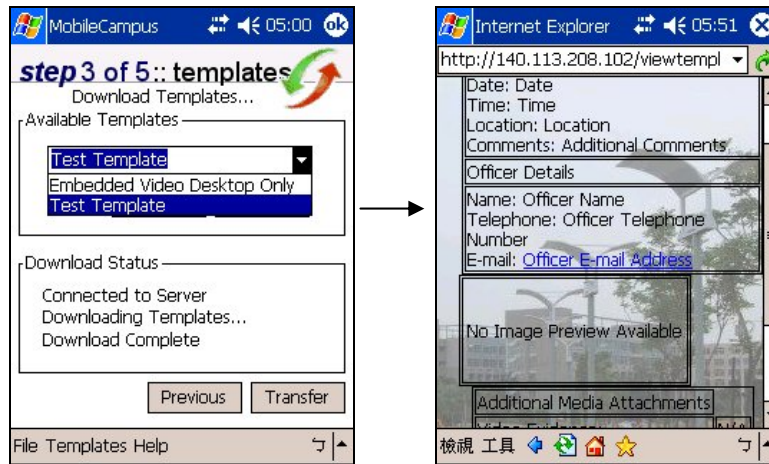 MobileCampus 05:00 ok
step 3 of 5:: templates
Download Templates...
Available Templates
Test Template
Embedded Video Desktop Only
Test Template
Download Status
Connected to Server
Downloading Templates...
Download Complete
Previous Transfer
File Templates Help ㄅ
Internet Explorer 05:51
http://140.113.208.102/viewtempl
Date: Date
Time: Time
Location: Location
Comments: Additional Comments
Officer Details
Name: Officer Name
Telephone: Officer Telephone
Number
E-mail: Officer E-mail Address
No Image Preview Available
Additional Media Attachments
Video Evidence N/A
檢視 工具 ㄅ